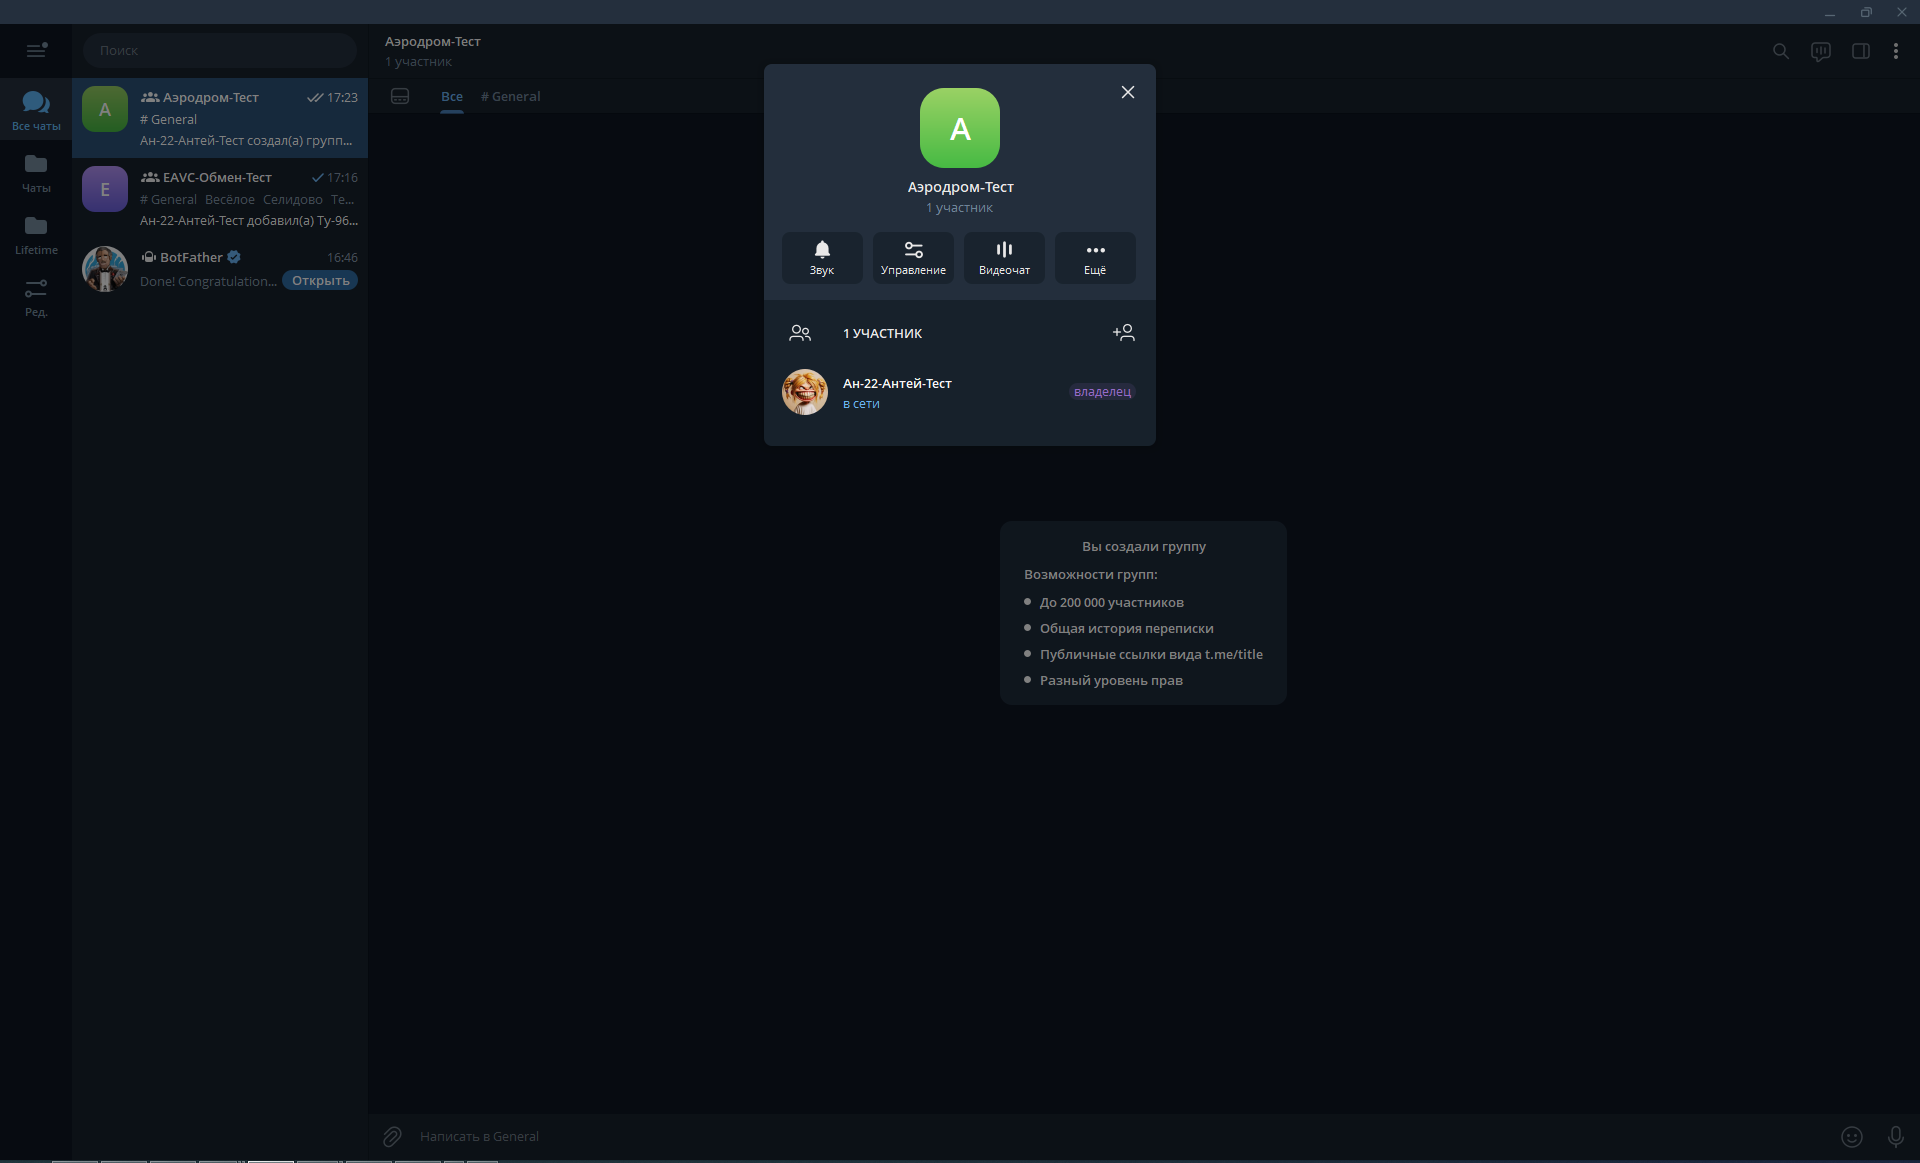 Поиск
Все чаты
Чаты
Lifetime
Ред.
А
Аэродром-Тест
17:23
# General
Ан-22-Антей-Тест создал(а) групп...
E
EAVC-Обмен-Тест
17:16
# General Весёлое Селидово Те...
Ан-22-Антей-Тест добавил(а) Ту-96...
BotFather
16:46
Done! Congratulation...
Открыть
Аэродром-Тест
1 участник
Все
# General
А
Аэродром-Тест
1 участник
Звук
Управление
Видеочат
Ещё
1 УЧАСТНИК
Ан-22-Антей-Тест
в сети
владелец
Вы создали группу
Возможности групп:
До 200 000 участников
Общая история переписки
Публичные ссылки вида t.me/title
Разный уровень прав
Написать в General